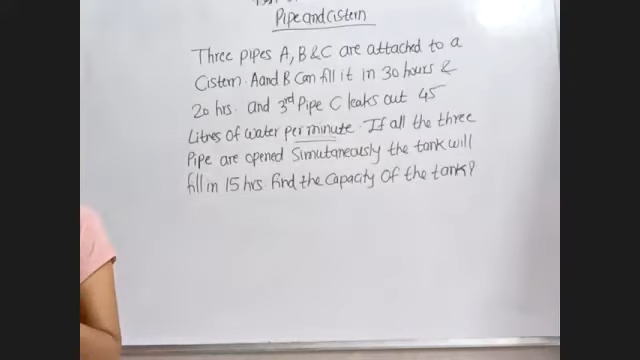 Pipe and cistern
Three pipes A, B & C are attached to a
Cistern. A and B Can fill it in 30 hours &
20 hrs. and 3rd Pipe C leaks out 45
Litres of water per minute. If all the three
Pipe are opened Simutaneously the tank will
fill in 15 hrs find the Capacity Of the tank?